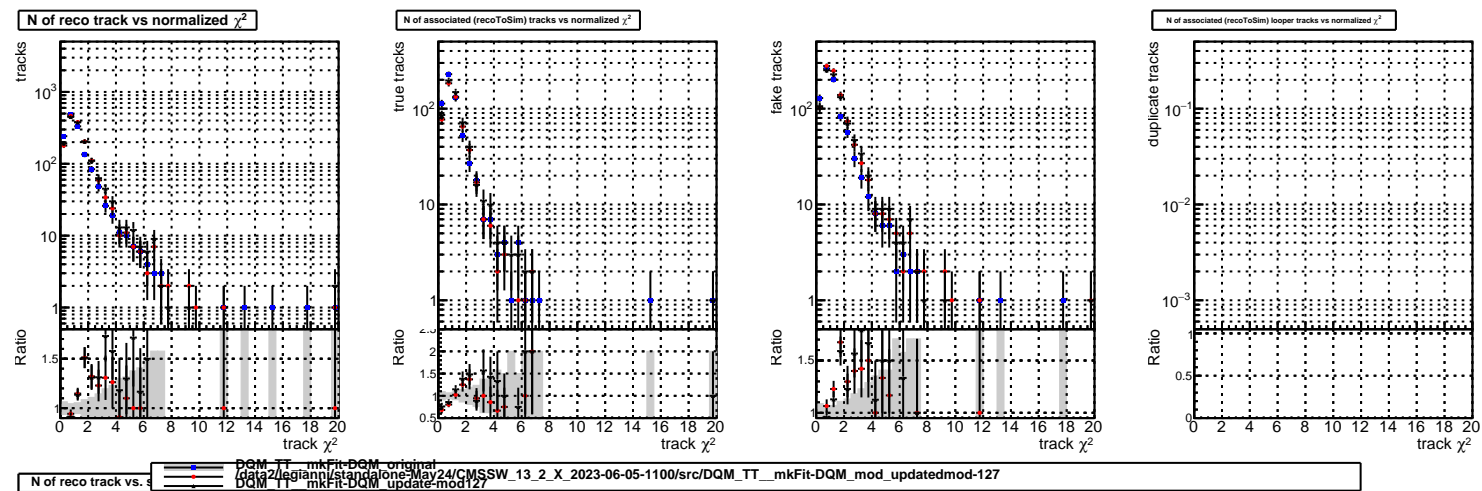 N of reco track vs normalized χ²
N of associated (recoToSim) tracks vs normalized χ²
N of associated (recoToSim) looper tracks vs normalized χ²
tracks
10³
10²
10
1
Ratio
1.5
1
0 2 4 6 8 10 12 14 16 18 20
track χ²
true tracks
10²
10
1
Ratio
2.5
2
1.5
1
0.5
0 2 4 6 8 10 12 14 16 18 20
track χ²
fake tracks
10²
10
1
Ratio
1.5
1
0 2 4 6 8 10 12 14 16 18 20
track χ²
duplicate tracks
10⁻¹
10⁻²
10⁻³
Ratio
1
0.5
0
0 2 4 6 8 10 12 14 16 18 20
track χ²
DQM_TT__mkFit-DQM_original
/data2/legianni/standalone-May24/CMSSW_13_2_X_2023-06-05-1100/src/DQM_TT__mkFit-DQM_mod_updatedmod-127
DQM_TT__mkFit-DQM_update-mod127
N of reco track vs. s